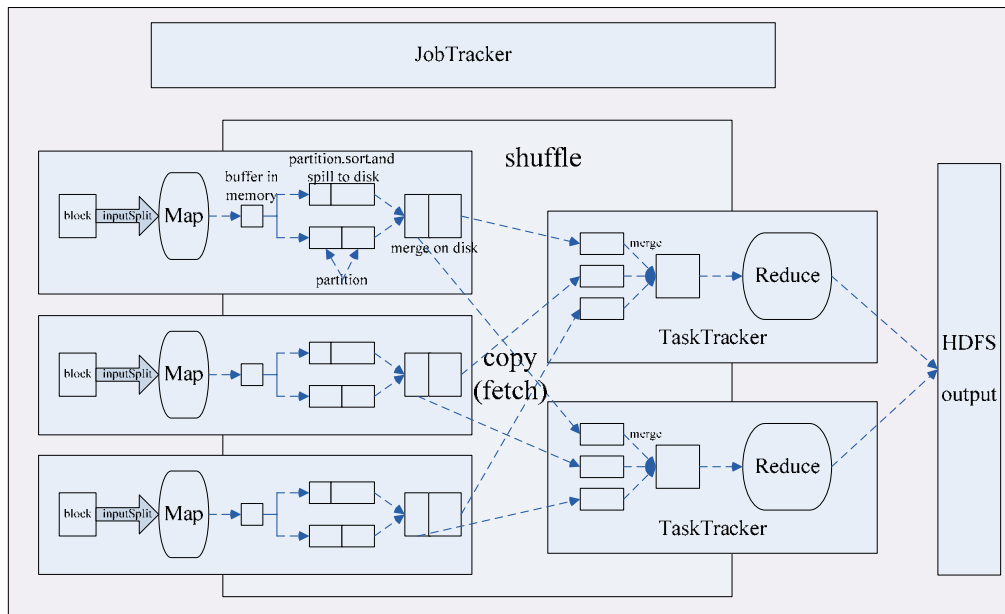 JobTracker
shuffle
partition.sort.and
spill to disk
buffer in
memory
block
inputSplit
Map
merge on disk
partition
merge
Reduce
TaskTracker
block
inputSplit
Map
copy
(fetch)
HDFS
output
merge
Reduce
TaskTracker
block
inputSplit
Map